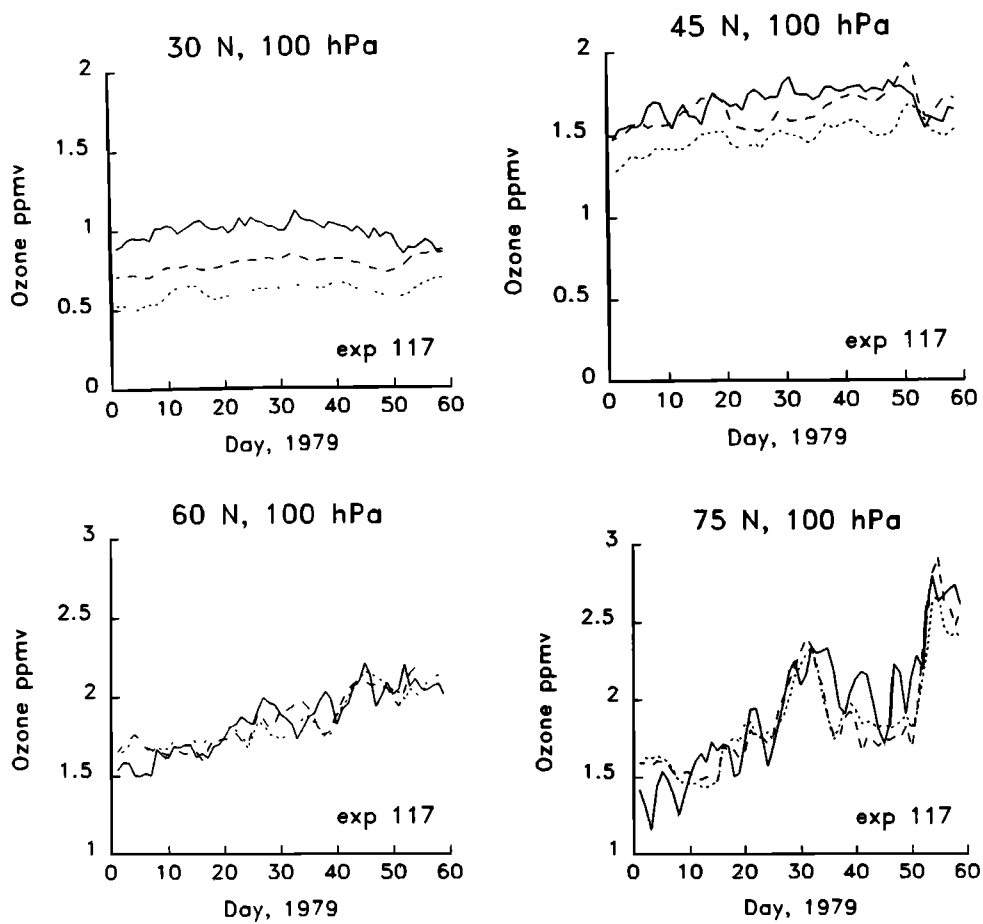 30 N, 100 hPa
2
1.5
1
0.5
0
Ozone ppmv
exp 117
0 10 20 30 40 50 60
Day, 1979
45 N, 100 hPa
2
1.5
1
0.5
0
Ozone ppmv
exp 117
0 10 20 30 40 50 60
Day, 1979
60 N, 100 hPa
3
2.5
2
1.5
1
Ozone ppmv
exp 117
0 10 20 30 40 50 60
Day, 1979
75 N, 100 hPa
3
2.5
2
1.5
1
Ozone ppmv
exp 117
0 10 20 30 40 50 60
Day, 1979